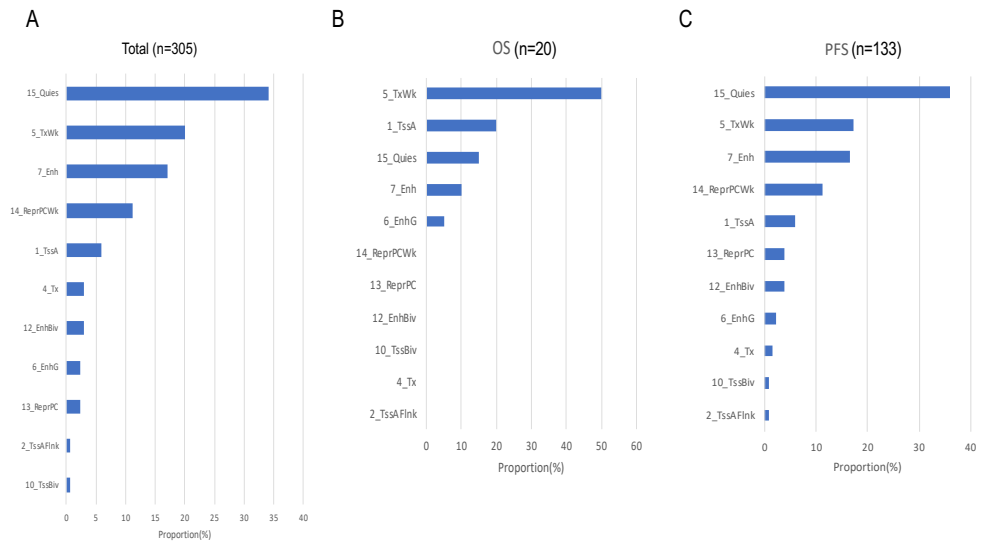 A
Total (n=305)
15_Quies
5_TxWk
7_Enh
14_ReprPCWk
1_TssA
4_Tx
12_EnhBiv
6_EnhG
13_ReprPC
2_TssAFlnk
10_TssBiv
0 5 10 15 20 25 30 35 40
Proportion(%)
B
OS (n=20)
5_TxWk
1_TssA
15_Quies
7_Enh
6_EnhG
14_ReprPCWk
13_ReprPC
12_EnhBiv
10_TssBiv
4_Tx
2_TssAFlnk
0 10 20 30 40 50 60
Proportion(%)
C
PFS (n=133)
15_Quies
5_TxWk
7_Enh
14_ReprPCWk
1_TssA
13_ReprPC
12_EnhBiv
6_EnhG
4_Tx
10_TssBiv
2_TssAFlnk
0 10 20 30 40
Proportion(%)